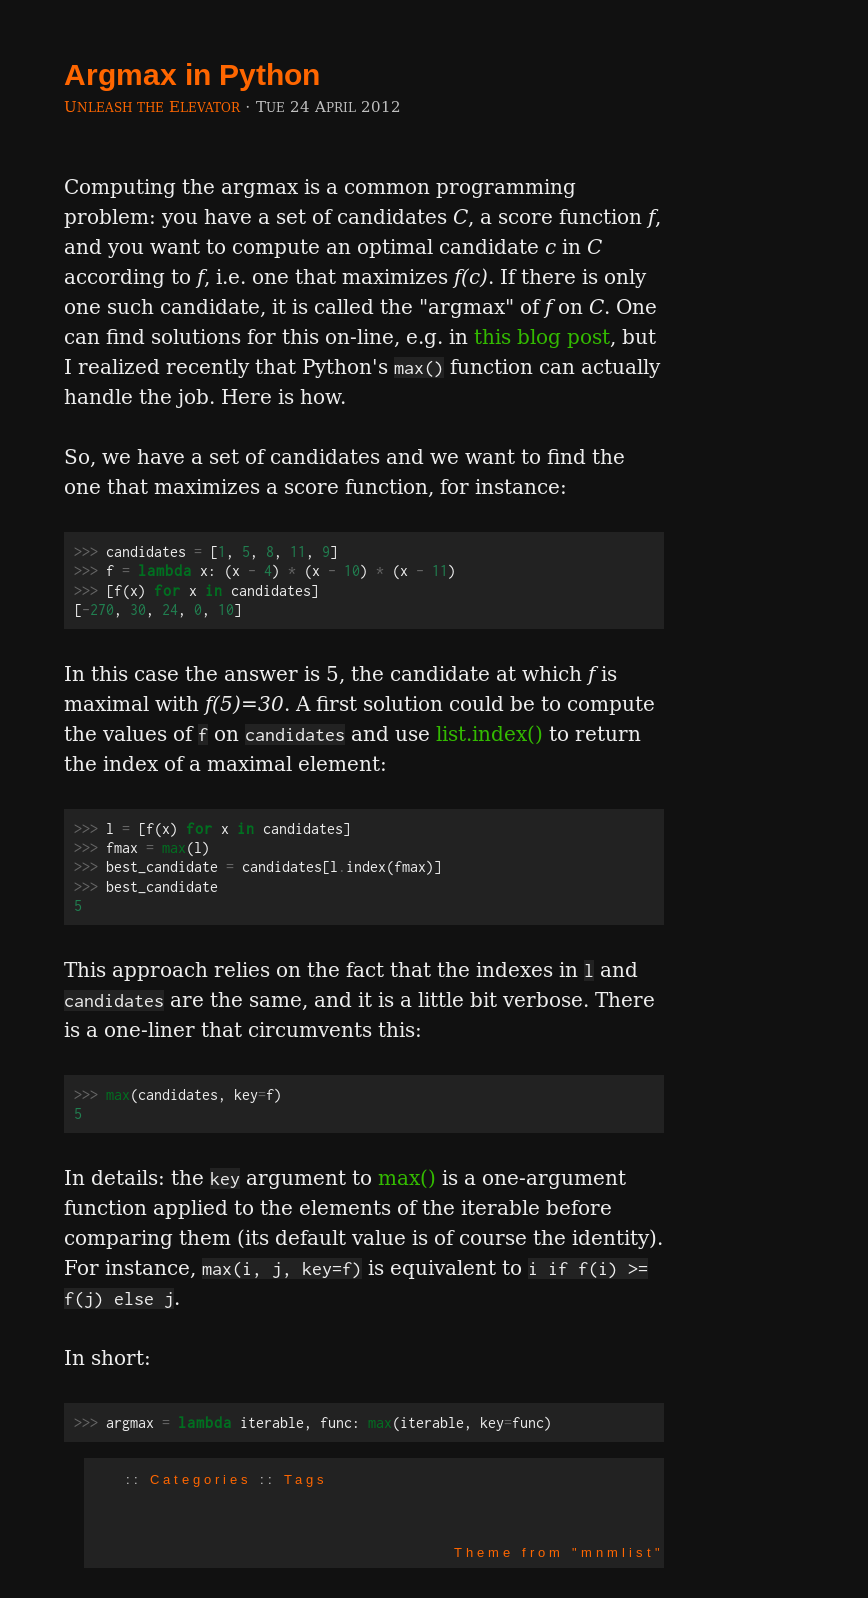 Argmax in Python
Unleash the Elevator · Tue 24 April 2012
Computing the argmax is a common programming
problem: you have a set of candidates C, a score function f,
and you want to compute an optimal candidate c in C
according to f, i.e. one that maximizes f(c). If there is only
one such candidate, it is called the "argmax" of f on C. One
can find solutions for this on-line, e.g. in this blog post, but
I realized recently that Python's max() function can actually
handle the job. Here is how.
So, we have a set of candidates and we want to find the
one that maximizes a score function, for instance:
>>> candidates = [1, 5, 8, 11, 9]
>>> f = lambda x: (x - 4) * (x - 10) * (x - 11)
>>> [f(x) for x in candidates]
[-270, 30, 24, 0, 10]
In this case the answer is 5, the candidate at which f is
maximal with f(5)=30. A first solution could be to compute
the values of f on candidates and use list.index() to return
the index of a maximal element:
>>> l = [f(x) for x in candidates]
>>> fmax = max(l)
>>> best_candidate = candidates[l.index(fmax)]
>>> best_candidate
5
This approach relies on the fact that the indexes in l and
candidates are the same, and it is a little bit verbose. There
is a one-liner that circumvents this:
>>> max(candidates, key=f)
5
In details: the key argument to max() is a one-argument
function applied to the elements of the iterable before
comparing them (its default value is of course the identity).
For instance, max(i, j, key=f) is equivalent to i if f(i) >=
f(j) else j.
In short:
>>> argmax = lambda iterable, func: max(iterable, key=func)
:: Categories :: Tags
Theme from "mnmlist"